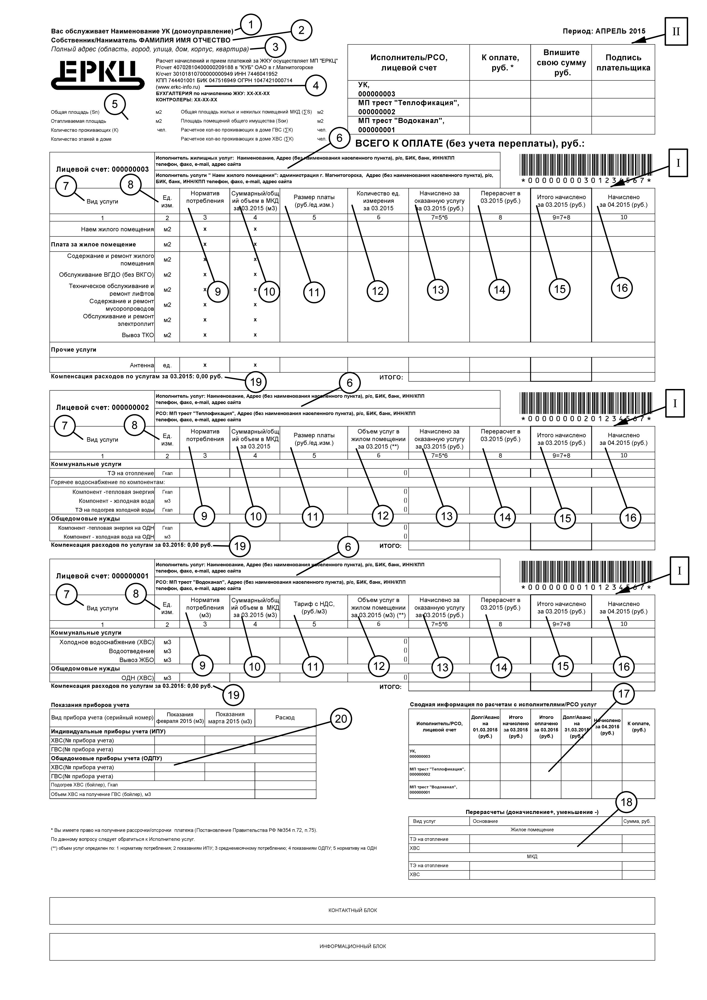 Вас обслуживает Наименование УК (домоуправление)
1
Собственник/Наниматель ФАМИЛИЯ ИМЯ ОТЧЕСТВО
2
Полный адрес (область, город, улица, дом, корпус, квартира)
3
Период: АПРЕЛЬ 2015
II
ЕРКЦ
Расчет начислений и прием платежей за ЖКУ осуществляет МП "ЕРКЦ"
Р/счет 40702810400000209188 в "КУБ" ОАО в г.Магнитогорске
К/счет 30101810700000000949 ИНН 7446041952
КПП 744401001 БИК 047516949 ОГРН 1047421000714
(www.erkc-info.ru)
4
БУХГАЛТЕРИЯ по начислению ЖКУ: ХХ-ХХ-ХХ
КОНТРОЛЕРЫ: ХХ-ХХ-ХХ
5
Общая площадь (Sп) м2 Общая площадь жилых и нежилых помещений МКД (∑S) м2
Отапливаемая площадь м2 Площадь помещений общего имущества (Sои) м2
Количество проживающих (К) чел. Расчетное кол-во проживающих в доме ГВС (∑К) чел.
Количество этажей в доме Расчетное кол-во проживающих в доме ХВС (∑К) чел.
Исполнитель/РСО, лицевой счет К оплате, руб. * Впишите свою сумму руб. Подпись плательщика
УК,
000000003
МП трест "Теплофикация",
000000002
МП трест "Водоканал",
000000001
6
ВСЕГО К ОПЛАТЕ (без учета переплаты), руб.:
Лицевой счет: 000000003
Исполнитель жилищных услуг: Наименование, Адрес (без наименования населенного пункта), р/с, БИК, банк, ИНН/КПП
телефон, факс, e-mail, адрес сайта
Исполнитель услуги " Наем жилого помещения": администрация г. Магнитогорска, Адрес (без наименования населенного пункта), р/с,
БИК, банк, ИНН/КПП телефон, факс, e-mail, адрес сайта
I
*00000000301234567*
7 8
Вид услуги Ед. изм. Норматив потребления Суммарный/общ ий объем в МКД за 03.2015 (м3) Размер платы (руб./ед.изм.) Количество ед. измерения за 03.2015 Начислено за оказанную услугу за 03.2015 (руб.) Перерасчет в 03.2015 (руб.) Итого начислено за 03.2015 (руб.) Начислено за 04.2015 (руб.)
1 2 3 4 5 6 7=5*6 8 9=7+8 10
Наем жилого помещения м2 х х
Плата за жилое помещение м2 х х
Содержание и ремонт жилого
помещения м2 х х
Обслуживание ВГДО (без ВКГО) м2 х х
Техническое обслуживание и
ремонт лифтов м2 х х
9 10 11 12 13 14 15 16
Содержание и ремонт
мусоропроводов м2 х х
Обслуживание и ремонт
электроплит м2 х х
Вывоз ТКО м2 х х
Прочие услуги
Антенна ед. х х
Компенсация расходов по услугам за 03.2015: 0,00 руб. 19 ИТОГО:
6
Лицевой счет: 000000002
Исполнитель услуг: Наименование, Адрес (без наименования населенного пункта), р/с, БИК, банк, ИНН/КПП
телефон, факс, e-mail, адрес сайта
РСО: МП трест "Теплофикация", Адрес (без наименования населенного пункта), р/с, БИК, банк, ИНН/КПП
телефон, факс, e-mail, адрес сайта
I
*00000000201234567*
7 8
Вид услуги Ед. изм. Норматив потребления Суммарный/общ ий объем в МКД за 03.2015 Размер платы (руб./ед.изм.) Объем услуг в жилом помещении за 03.2015 (**) Начислено за оказанную услугу за 03.2015 (руб.) Перерасчет в 03.2015 (руб.) Итого начислено за 03.2015 (руб.) Начислено за 04.2015 (руб.)
1 2 3 4 5 6 7=5*6 8 9=7+8 10
Коммунальные услуги
ТЭ на отопление Гкал ()
Горячее водоснабжение по компонентам:
Компонент -тепловая энергия Гкал ()
Компонент - холодная вода м3 ()
ТЭ на подогрев холодной воды Гкал ()
9 10 11 12 13 14 15 16
Общедомовые нужды
Компонент -тепловая энергия на ОДН Гкал ()
Компонент - холодная вода на ОДН м3 ()
Компенсация расходов по услугам за 03.2015: 0,00 руб. 19 ИТОГО:
6
Лицевой счет: 000000001
Исполнитель услуг: Наименование, Адрес (без наименования населенного пункта), р/с, БИК, банк, ИНН/КПП
телефон, факс, e-mail, адрес сайта
РСО: МП трест "Водоканал", Адрес (без наименования населенного пункта), р/с, БИК, банк, ИНН/КПП
телефон, факс, e-mail, адрес сайта
I
*00000000101234567*
7 8
Вид услуги Ед. изм. Норматив потребления (м3) Суммарный/общ ий объем в МКД за 03.2015 (м3) Тариф с НДС, (руб./м3) Объем услуг в жилом помещении за 03.2015 (м3) (**) Начислено за оказанную услугу за 03.2015 (руб.) Перерасчет в 03.2015 (руб.) Итого начислено за 03.2015 (руб.) Начислено за 04.2015 (руб.)
1 2 3 4 5 6 7=5*6 8 9=7+8 10
Коммунальные услуги
Холодное водоснабжение (ХВС) м3 ()
Водоотведение м3 ()
Вывоз ЖБО м3 ()
9 10 11 12 13 14 15 16
Общедомовые нужды
ОДН (ХВС) м3 ()
Компенсация расходов по услугам за 03.2015: 0,00 руб. 19 ИТОГО:
17
Показания приборов учета
Вид прибора учета (серийный номер) Показания февраля 2015 (м3) Показания марта 2015 (м3) Расход
20
Индивидуальные приборы учета (ИПУ)
ХВС(№ прибора учета)
ГВС(№ прибора учета)
Общедомовые приборы учета (ОДПУ)
ХВС(№ прибора учета)
ГВС(№ прибора учета)
Подогрев ХВС (бойлер), Гкал
Объем ХВС на получение ГВС (бойлер), м3
Сводная информация по расчетам с исполнителями/РСО услуг
Исполнитель/РСО, лицевой счет Долг/Аванс на 01.03.2015 (руб.) Итого начислено за 03.2015 (руб.) Итого оплачено за 03.2015 (руб.) Долг/Аванс на 31.03.2015 (руб.) Начислено за 04.2015 (руб.) К оплате, (руб.)
УК,
000000003
МП трест "Теплофикация",
000000002
МП трест "Водоканал",
000000001
18
Перерасчеты (доначисление+, уменьшение -)
Вид услуг Основание Сумма, руб.
Жилое помещение
ТЭ на отопление
ХВС
МКД
ТЭ на отопление
ХВС
* Вы имеете право на получение рассрочки/отсрочки платежа (Постановление Правительства РФ №354 п.72, п.75).
По данному вопросу следует обратиться к Исполнителю услуг.
(**) объем услуг определен по: 1 нормативу потребления; 2 показаниям ИПУ; 3 среднемесячному потреблению; 4 показаниям ОДПУ; 5 нормативу на ОДН
КОНТАКТНЫЙ БЛОК
ИНФОРМАЦИОННЫЙ БЛОК